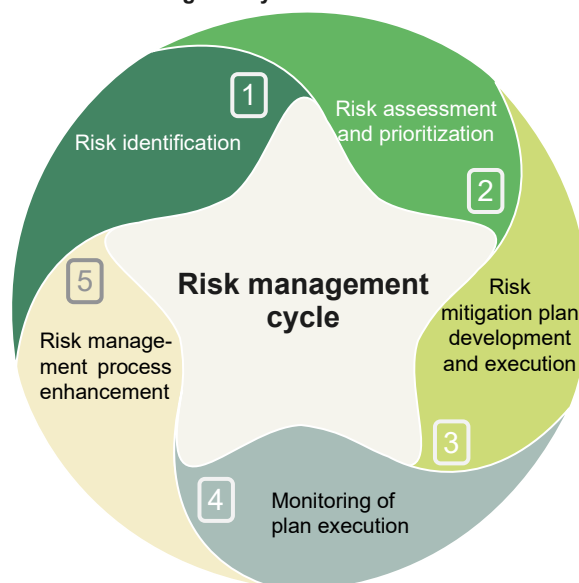 1
Risk identification
Risk assessment
and prioritization
2
Risk
mitigation plan
development
and execution
3
Monitoring of
plan execution
4
5
Risk manage-
ment process
enhancement
Risk management
cycle